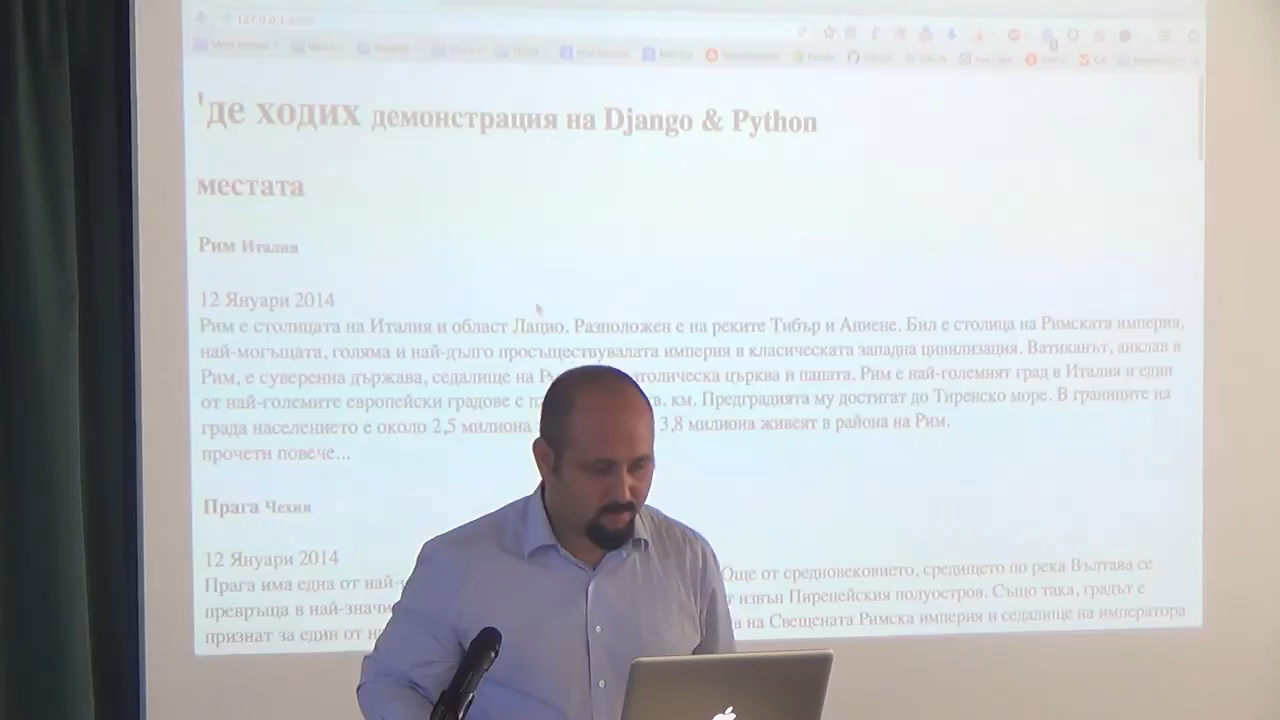 127.0.0.1
'де ходих демонстрация на Django & Python
местата
Рим Италия
12 Януари 2014
Рим е столицата на Италия и област Лацио. Разположен е на реките Тибър и Аниене. Бил е столица на Римската империя,
най-могъщата, голяма и най-дълго просъществувалата империя в класическата западна цивилизация. Ватиканът, анклав в
Рим, е суверенна държава, седалище на толическа църква и папата. Рим е най-големият град в Италия и един
от най-големите европейски градове с кв. км. Предградията му достигат до Тиренско море. В границите на
града населението е около 2,5 милиона 3,8 милиона живеят в района на Рим.
прочети повече...
Прага Чехия
12 Януари 2014
Прага има една от най- Още от средновековието, средището по река Вълтава се
превръща в най-значи извън Пиренейския полуостров. Също така, градът е
признат за един от на Свещената Римска империя и седалище на императора